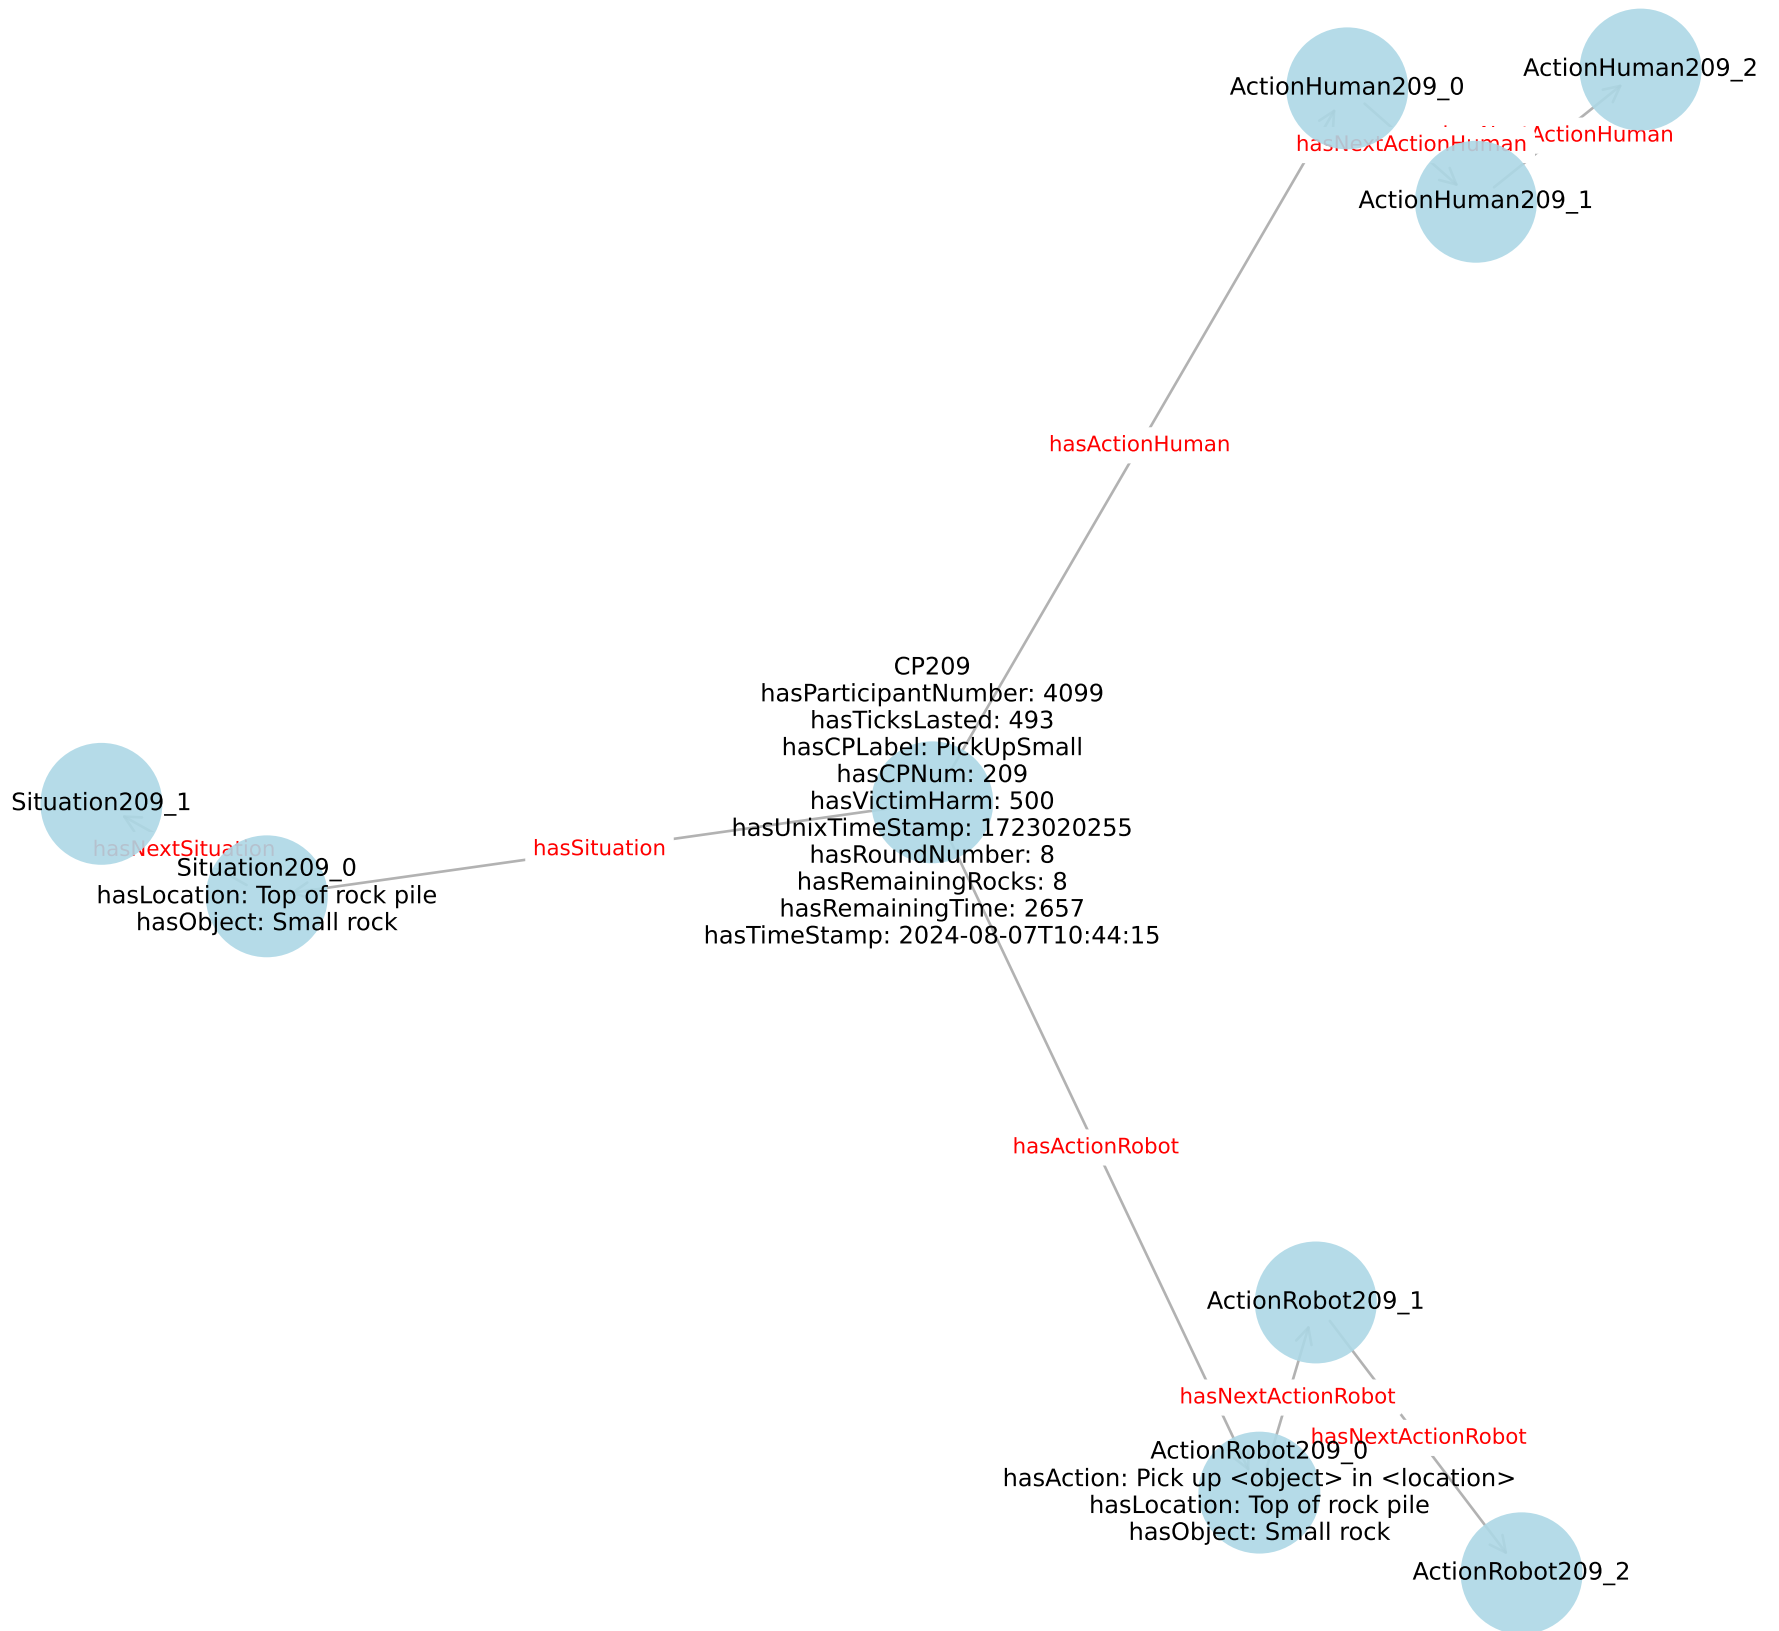 ActionHuman209_2
ActionHuman209_0
ActionHuman
hasNextActionHuman
ActionHuman209_1
hasActionHuman
CP209
hasParticipantNumber: 4099
hasTicksLasted: 493
hasCPLabel: PickUpSmall
hasCPNum: 209
hasVictimHarm: 500
hasUnixTimeStamp: 1723020255
hasRoundNumber: 8
hasRemainingRocks: 8
hasRemainingTime: 2657
hasTimeStamp: 2024-08-07T10:44:15
Situation209_1
hasNextSituation
hasSituation
Situation209_0
hasLocation: Top of rock pile
hasObject: Small rock
hasActionRobot
ActionRobot209_1
hasNextActionRobot
hasNextActionRobot
ActionRobot209_0
hasAction: Pick up <object> in <location>
hasLocation: Top of rock pile
hasObject: Small rock
ActionRobot209_2